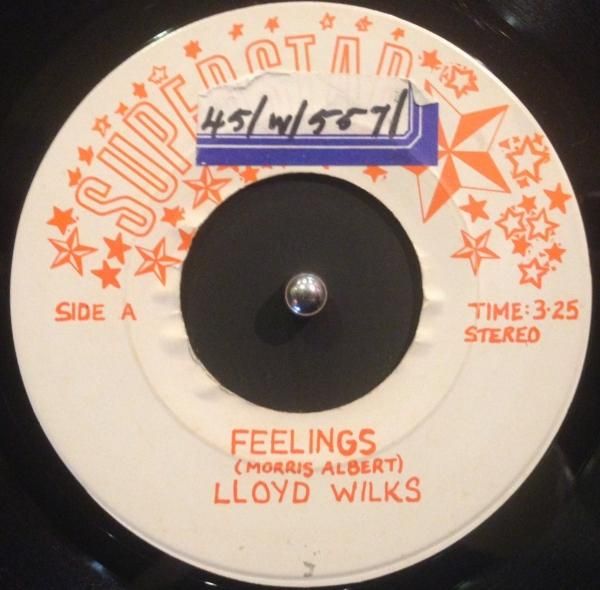 SUPERSTAR
45/W/557/
SIDE A
TIME: 3·25
STEREO
FEELINGS
(MORRIS ALBERT)
LLOYD WILKS